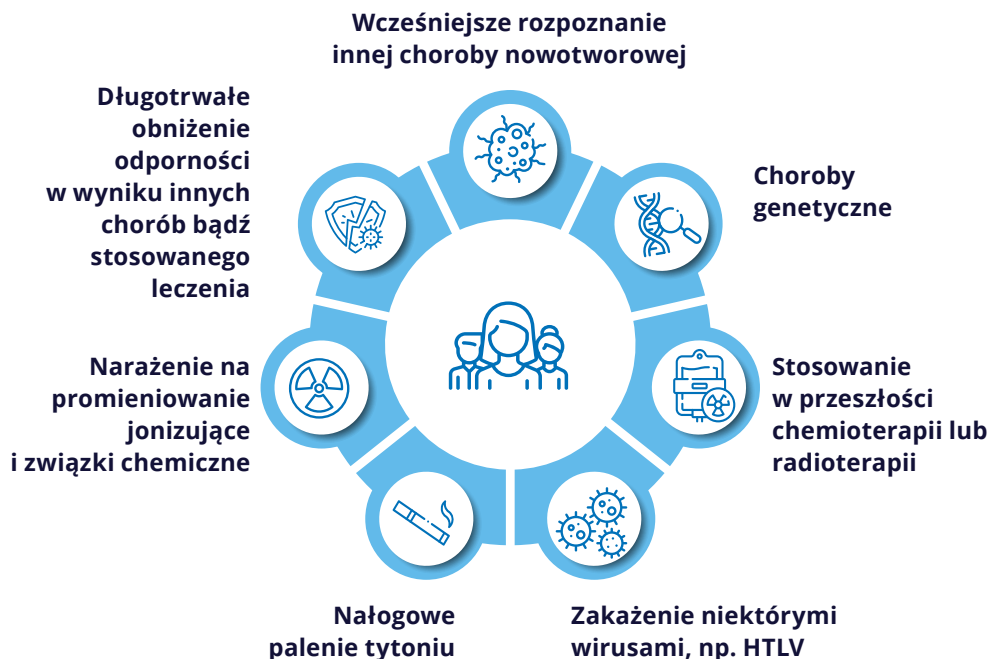 Wcześniejsze rozpoznanie
innej choroby nowotworowej
Długotrwałe
obniżenie
odporności
w wyniku innych
chorób bądź
stosowanego
leczenia
Choroby
genetyczne
Narażenie na
promieniowanie
jonizujące
i związki chemiczne
Stosowanie
w przeszłości
chemioterapii lub
radioterapii
Nałogowe
palenie tytoniu
Zakażenie niektórymi
wirusami, np. HTLV